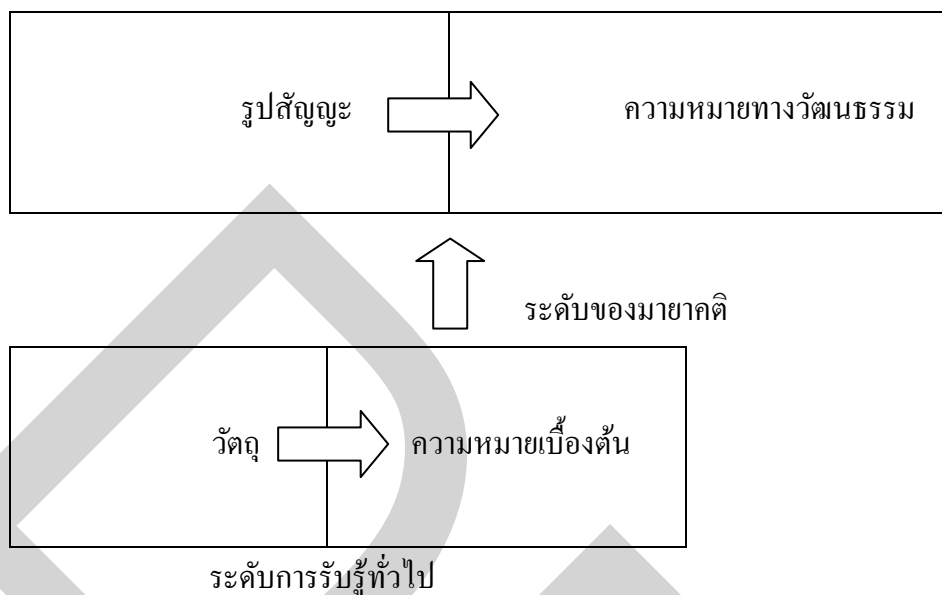 รูปสัญญะ ความหมายทางวัฒนธรรม
ระดับของมายาคติ
วัตถุ ความหมายเบื้องต้น
ระดับการรับรู้ทั่วไป